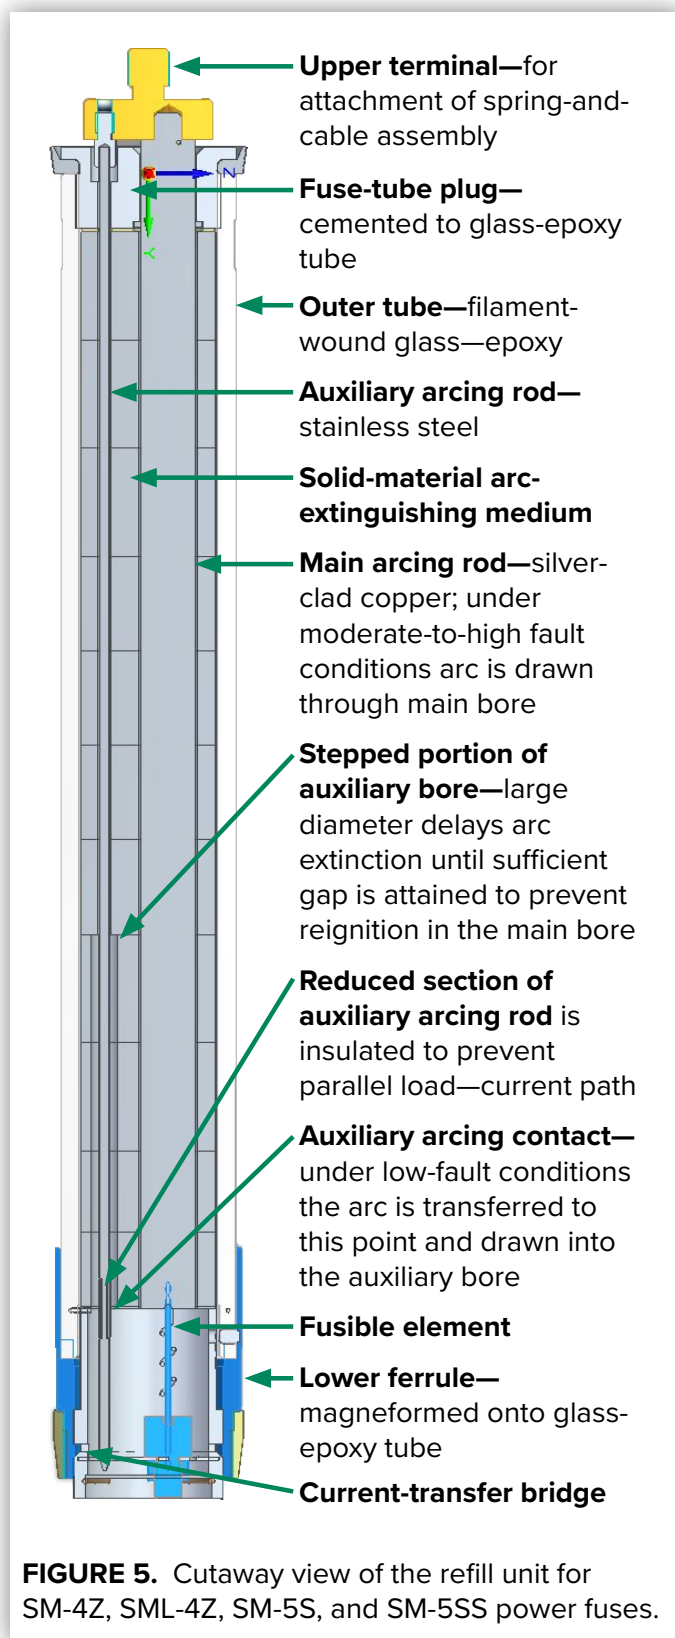 Upper terminal—for
attachment of spring-and-
cable assembly
Fuse-tube plug—
cemented to glass-epoxy
tube
N
Y
Outer tube—filament-
wound glass—epoxy
Auxiliary arcing rod—
stainless steel
Solid-material arc-
extinguishing medium
Main arcing rod—silver-
clad copper; under
moderate-to-high fault
conditions arc is drawn
through main bore
Stepped portion of
auxiliary bore—large
diameter delays arc
extinction until sufficient
gap is attained to prevent
reignition in the main bore
Reduced section of
auxiliary arcing rod is
insulated to prevent
parallel load—current path
Auxiliary arcing contact—
under low-fault conditions
the arc is transferred to
this point and drawn into
the auxiliary bore
Fusible element
Lower ferrule—
magneformed onto glass-
epoxy tube
Current-transfer bridge
FIGURE 5. Cutaway view of the refill unit for
SM-4Z, SML-4Z, SM-5S, and SM-5SS power fuses.